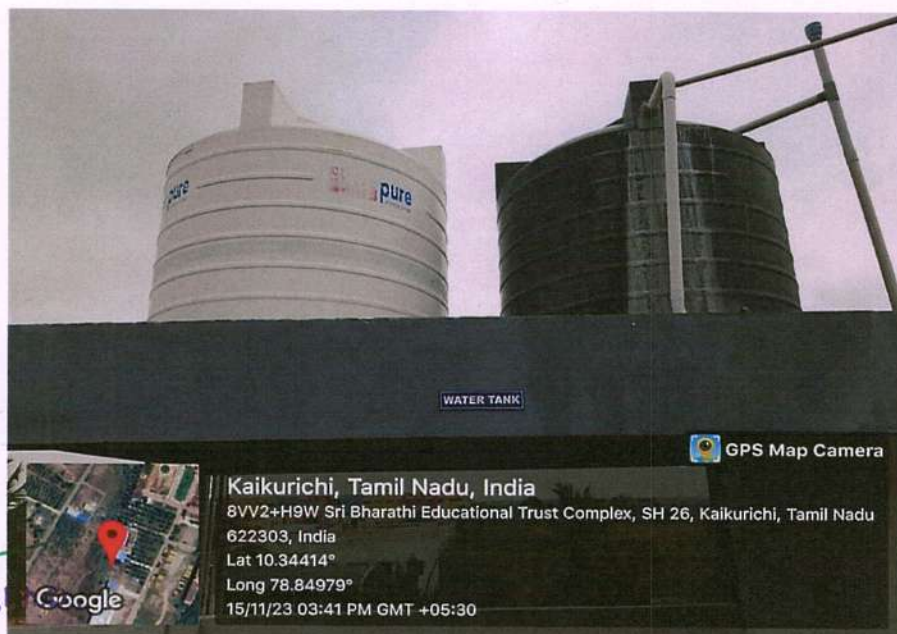 pure
pure
WATER TANK
GPS Map Camera
Kaikurichi, Tamil Nadu, India
8VV2+H9W Sri Bharathi Educational Trust Complex, SH 26, Kaikurichi, Tamil Nadu
622303, India
Lat 10.34414°
Long 78.84979°
15/11/23 03:41 PM GMT +05:30
Google